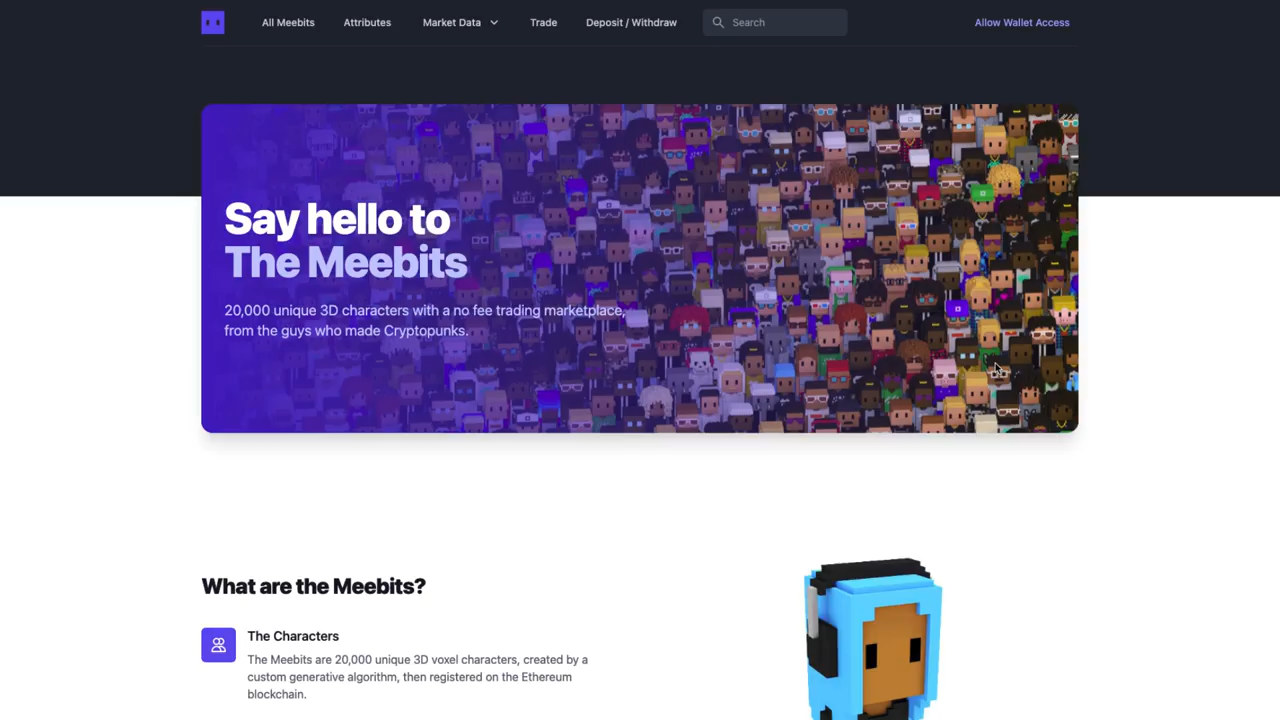 All Meebits
Attributes
Market Data
Trade
Deposit / Withdraw
Search
Allow Wallet Access
Say hello to
The Meebits
20,000 unique 3D characters with a no fee trading marketplace,
from the guys who made Cryptopunks.
What are the Meebits?
The Characters
The Meebits are 20,000 unique 3D voxel characters, created by a
custom generative algorithm, then registered on the Ethereum
blockchain.